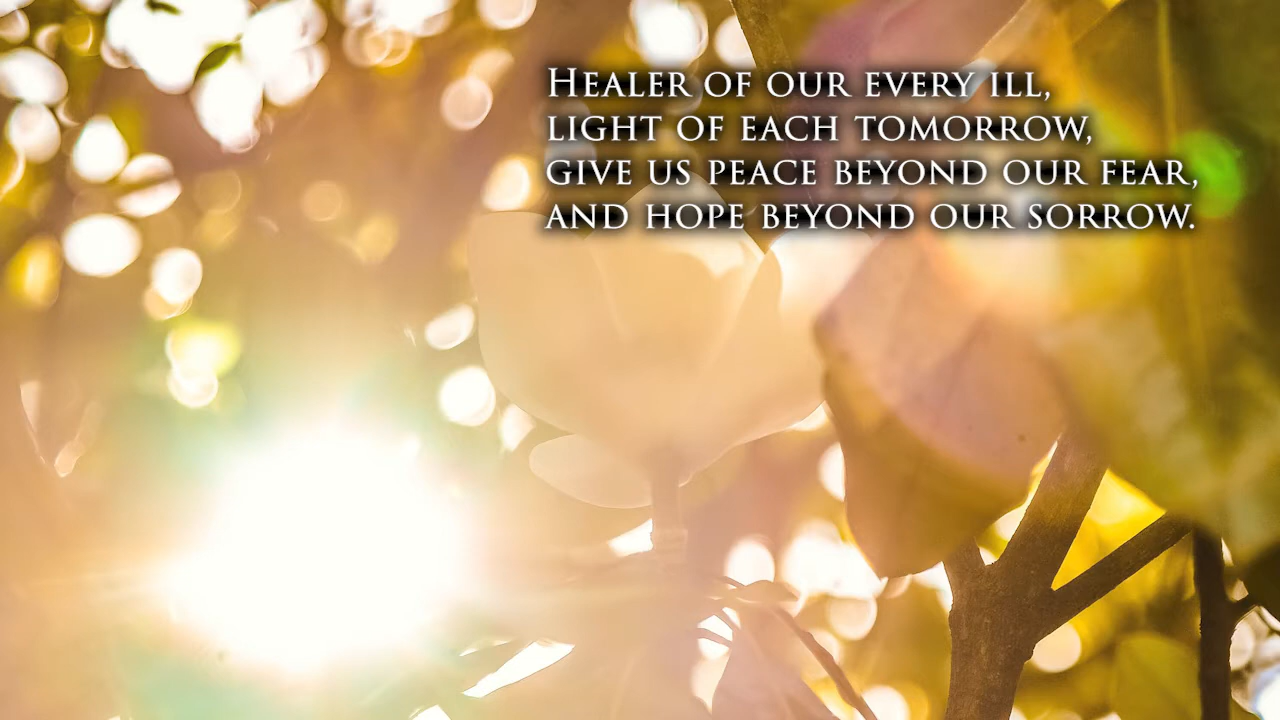 Healer of our every ill,
light of each tomorrow,
give us peace beyond our fear,
and hope beyond our sorrow.